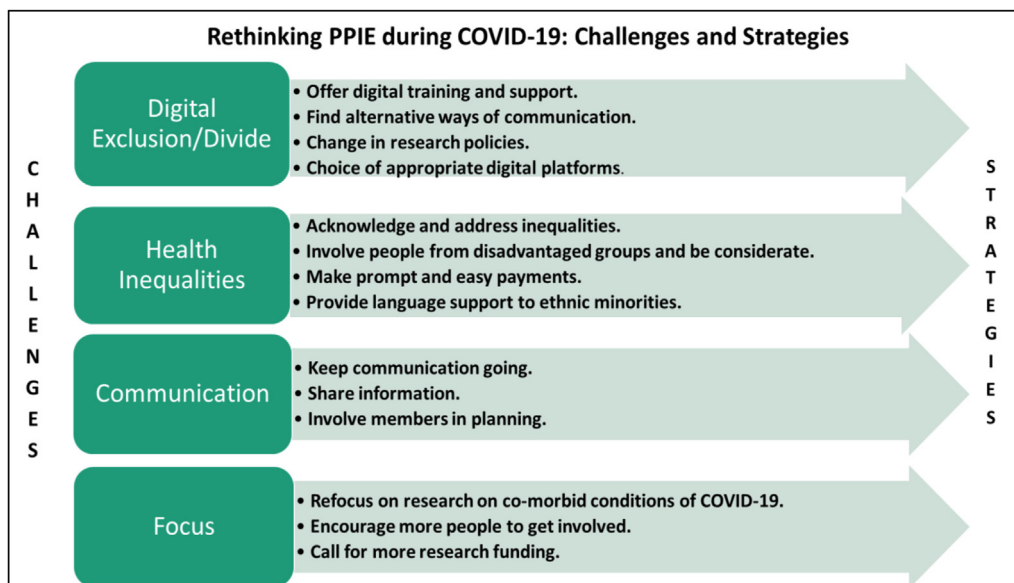 Rethinking PPIE during COVID-19: Challenges and Strategies
CHALLENGES
Digital
Exclusion/Divide
• Offer digital training and support.
• Find alternative ways of communication.
• Change in research policies.
• Choice of appropriate digital platforms.
Health
Inequalities
• Acknowledge and address inequalities.
• Involve people from disadvantaged groups and be considerate.
• Make prompt and easy payments.
• Provide language support to ethnic minorities.
Communication
• Keep communication going.
• Share information.
• Involve members in planning.
Focus
• Refocus on research on co-morbid conditions of COVID-19.
• Encourage more people to get involved.
• Call for more research funding.
STRATEGIES